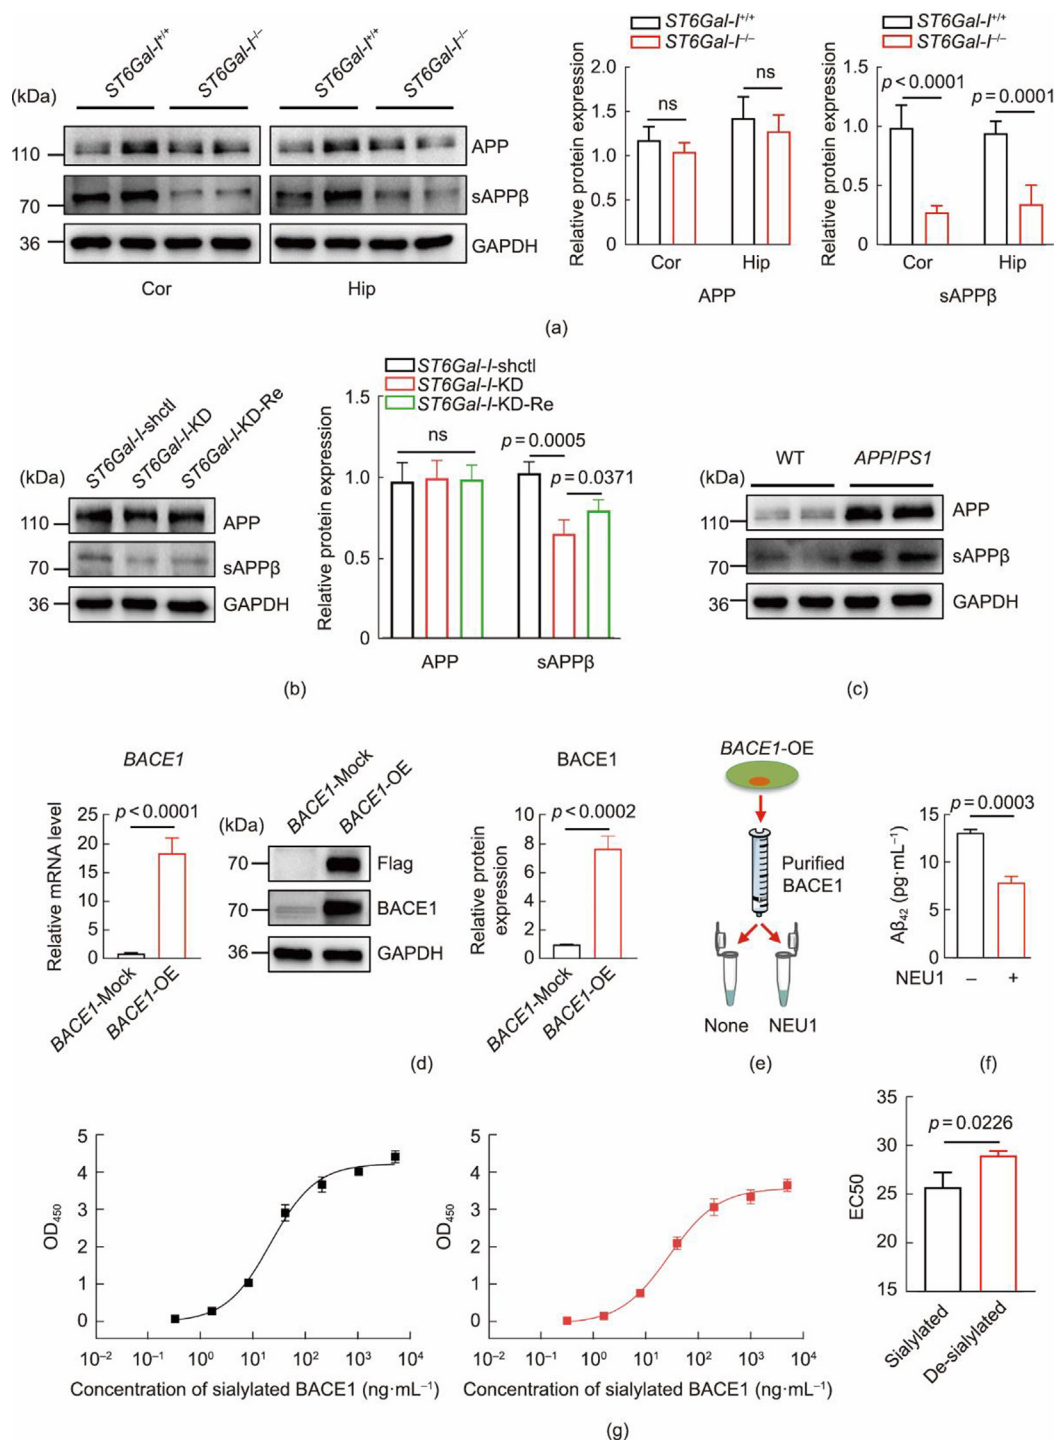 ST6Gal-I+/+
ST6Gal-I−/−
ST6Gal-I+/+
ST6Gal-I−/−
(kDa)
110
APP
70
sAPPβ
36
GAPDH
Cor
Hip
ST6Gal-I+/+
ST6Gal-I−/−
Relative protein expression
2.0
1.5
1.0
0.5
0
ns
ns
Cor
Hip
APP
ST6Gal-I+/+
ST6Gal-I−/−
Relative protein expression
1.5
1.0
0.5
0
p < 0.0001
p = 0.0001
Cor
Hip
sAPPβ
(a)
ST6Gal-I-shctl
ST6Gal-I-KD
ST6Gal-I-KD-Re
(kDa)
110
APP
70
sAPPβ
36
GAPDH
ST6Gal-I-shctl
ST6Gal-I-KD
ST6Gal-I-KD-Re
Relative protein expression
1.5
1.0
0.5
0
ns
p = 0.0005
p = 0.0371
APP
sAPPβ
(b)
WT
APP/PS1
(kDa)
110
APP
70
sAPPβ
36
GAPDH
(c)
BACE1
Relative mRNA level
25
20
15
10
5
0
p < 0.0001
BACE1-Mock
BACE1-OE
BACE1-Mock
BACE1-OE
(kDa)
70
Flag
70
BACE1
36
GAPDH
BACE1
Relative protein
expression
10
8
6
4
2
0
p < 0.0002
BACE1-Mock
BACE1-OE
(d)
BACE1-OE
Purified
BACE1
None
NEU1
(e)
Aβ42 (pg·mL−1)
15
10
5
0
p = 0.0003
NEU1
−
+
(f)
OD450
5
4
3
2
1
0
10−2
10−1
100
101
102
103
104
Concentration of sialylated BACE1 (ng·mL−1)
OD450
5
4
3
2
1
0
10−2
10−1
100
101
102
103
104
Concentration of sialylated BACE1 (ng·mL−1)
EC50
35
30
25
20
15
p = 0.0226
Sialylated
De-sialylated
(g)